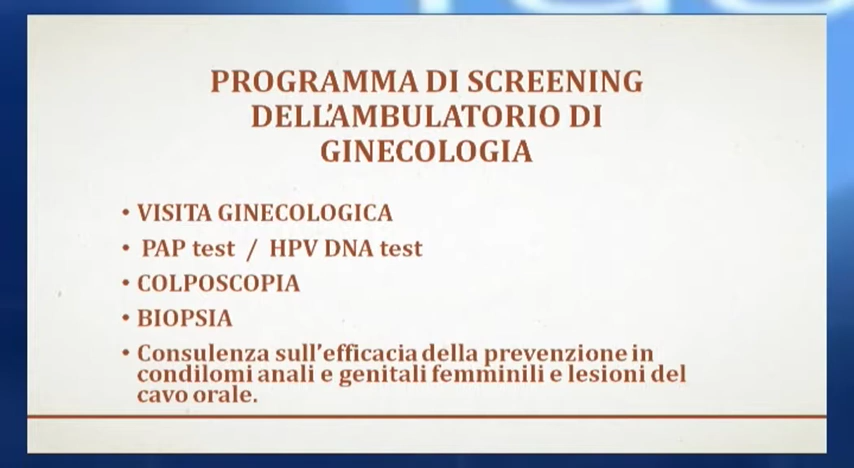 PROGRAMMA DI SCREENING
DELL'AMBULATORIO DI
GINECOLOGIA
• VISITA GINECOLOGICA
• PAP test / HPV DNA test
• COLPOSCOPIA
• BIOPSIA
• Consulenza sull'efficacia della prevenzione in
condilomi anali e genitali femminili e lesioni del
cavo orale.